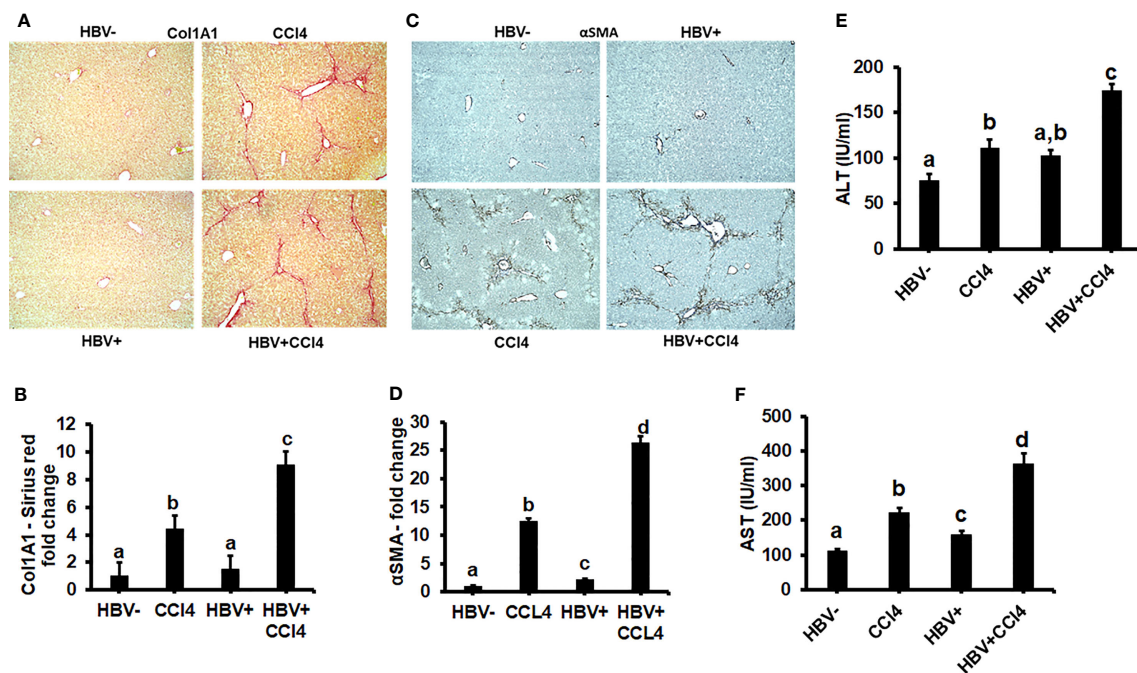 A
HBV-
Col1A1
CCl4
HBV+
HBV+CCl4
C
HBV-
αSMA
HBV+
CCl4
HBV+CCl4
E
ALT (IU/ml)
200
150
100
50
0
a
b
a,b
c
HBV-
CCl4
HBV+
HBV+CCl4
B
Col1A1 - Sirius red
fold change
12
10
8
6
4
2
0
a
b
a
c
HBV-
CCl4
HBV+
HBV+
CCl4
D
αSMA - fold change
30
25
20
15
10
5
0
a
b
c
d
HBV-
CCL4
HBV+
HBV+
CCL4
F
AST (IU/ml)
500
400
300
200
100
0
a
b
c
d
HBV-
CCl4
HBV+
HBV+CCl4